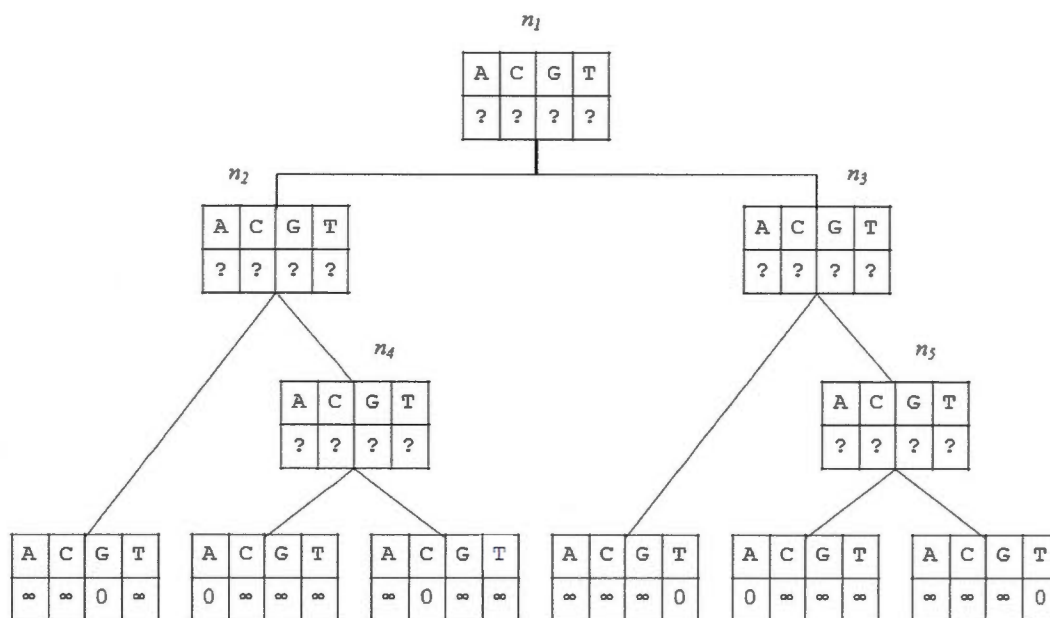 n1
A C G T
? ? ? ?
n2
n3
A C G T
? ? ? ?
A C G T
? ? ? ?
n4
n5
A C G T
? ? ? ?
A C G T
? ? ? ?
A C G T
∞ ∞ 0 ∞
A C G T
0 ∞ ∞ ∞
A C G T
∞ 0 ∞ ∞
A C G T
∞ ∞ ∞ 0
A C G T
0 ∞ ∞ ∞
A C G T
∞ ∞ ∞ 0